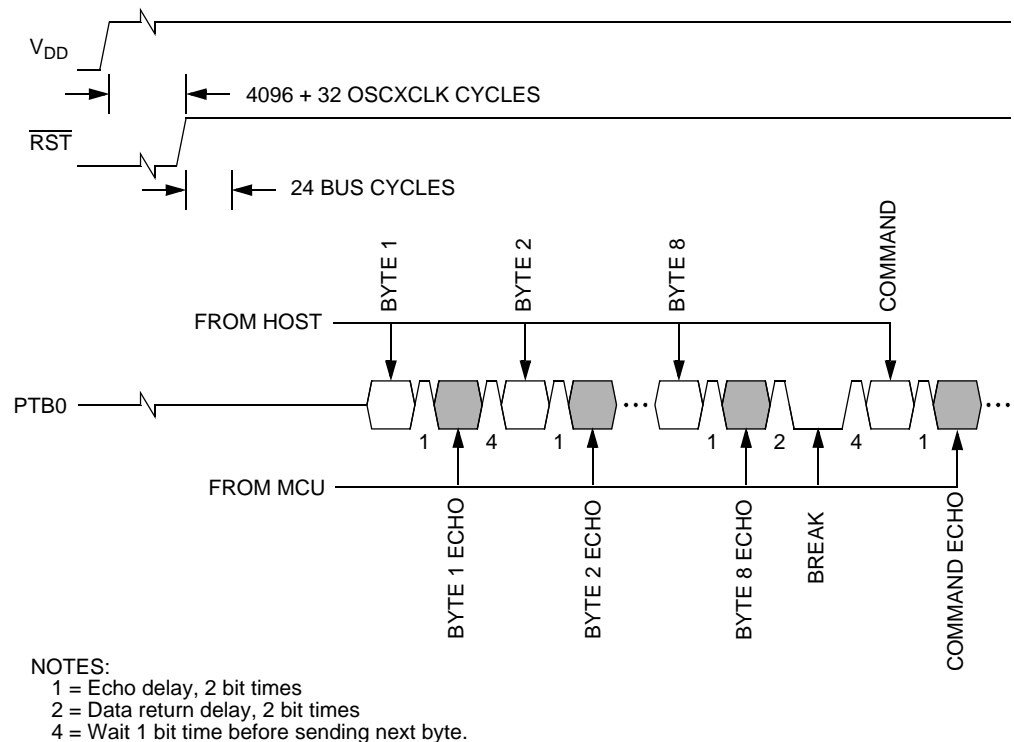 VDD
4096 + 32 OSCXCLK CYCLES
RST
24 BUS CYCLES
BYTE 1
BYTE 2
BYTE 8
COMMAND
FROM HOST
PTB0
...
...
1
4
1
1
2
4
1
FROM MCU
BYTE 1 ECHO
BYTE 2 ECHO
BYTE 8 ECHO
BREAK
COMMAND ECHO
NOTES:
1 = Echo delay, 2 bit times
2 = Data return delay, 2 bit times
4 = Wait 1 bit time before sending next byte.